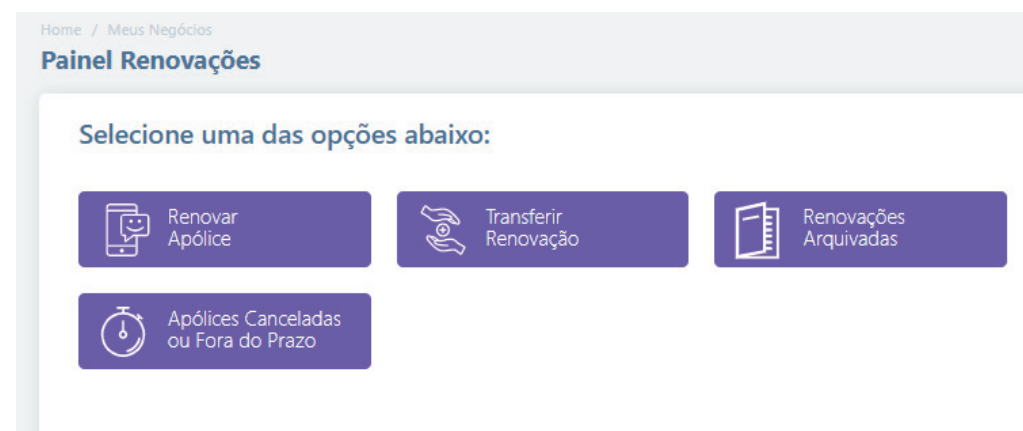 Home / Meus Negócios
Painel Renovações
Selecione uma das opções abaixo:
Renovar
Apólice
Transferir
Renovação
Renovações
Arquivadas
Apólices Canceladas
ou Fora do Prazo